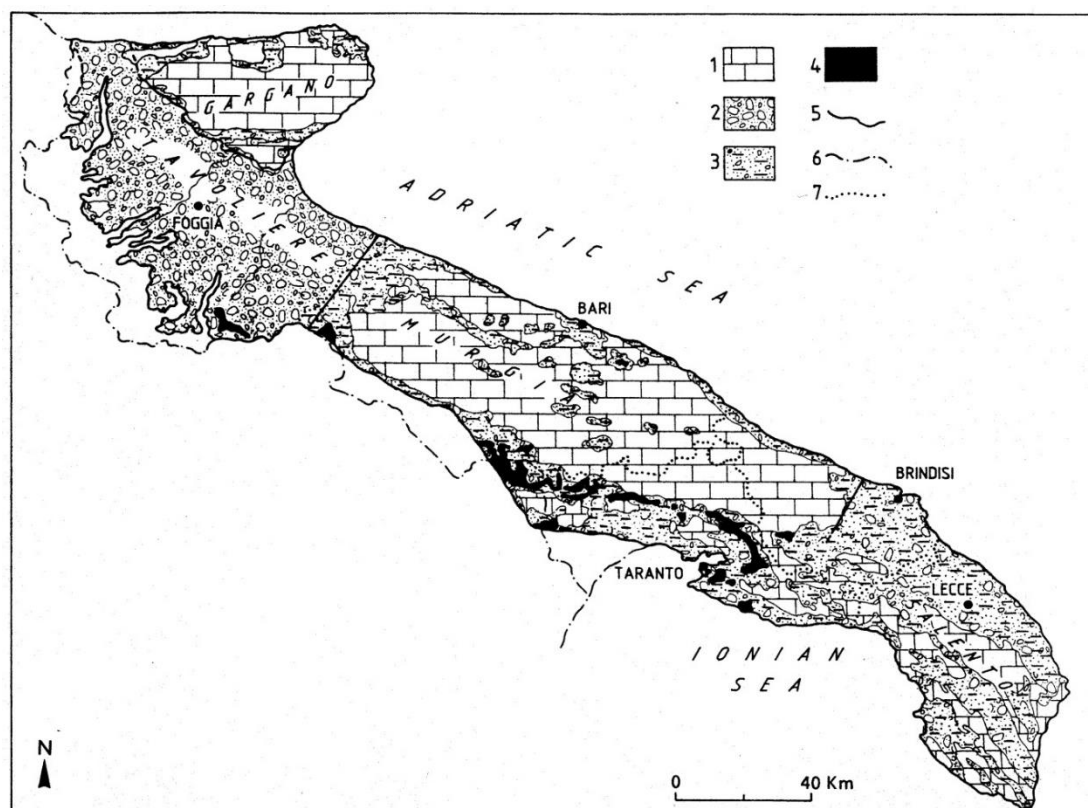 GARGANO
1
2
3
4
5
6
7
TAVOLIERE
FOGGIA
ADRIATIC SEA
BARI
MURGIA
BRINDISI
TARANTO
LECCE
SALENTO
IONIAN
SEA
N
0 40 Km